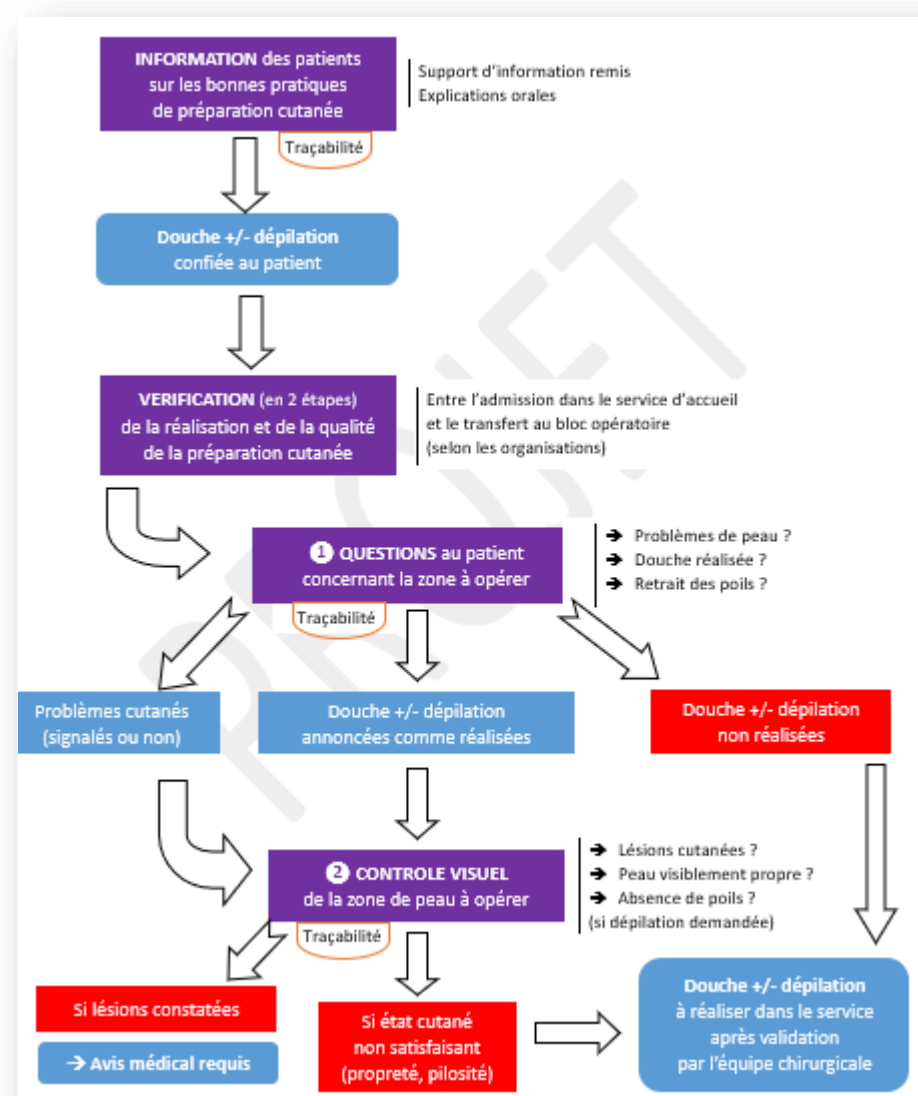 INFORMATION des patients
sur les bonnes pratiques
de préparation cutanée
Support d'information remis
Explications orales
Traçabilité
Douche +/- dépilation
confiée au patient
VERIFICATION (en 2 étapes)
de la réalisation et de la qualité
de la préparation cutanée
Entre l'admission dans le service d'accueil
et le transfert au bloc opératoire
(selon les organisations)
1 QUESTIONS au patient
concernant la zone à opérer
➔ Problèmes de peau ?
➔ Douche réalisée ?
➔ Retrait des poils ?
Traçabilité
Problèmes cutanés
(signalés ou non)
Douche +/- dépilation
annoncées comme réalisées
Douche +/- dépilation
non réalisées
2 CONTROLE VISUEL
de la zone de peau à opérer
➔ Lésions cutanées ?
➔ Peau visiblement propre ?
➔ Absence de poils ?
(si dépilation demandée)
Traçabilité
Si lésions constatées
→ Avis médical requis
Si état cutané
non satisfaisant
(propreté, pilosité)
Douche +/- dépilation
à réaliser dans le service
après validation
par l'équipe chirurgicale
PROJET